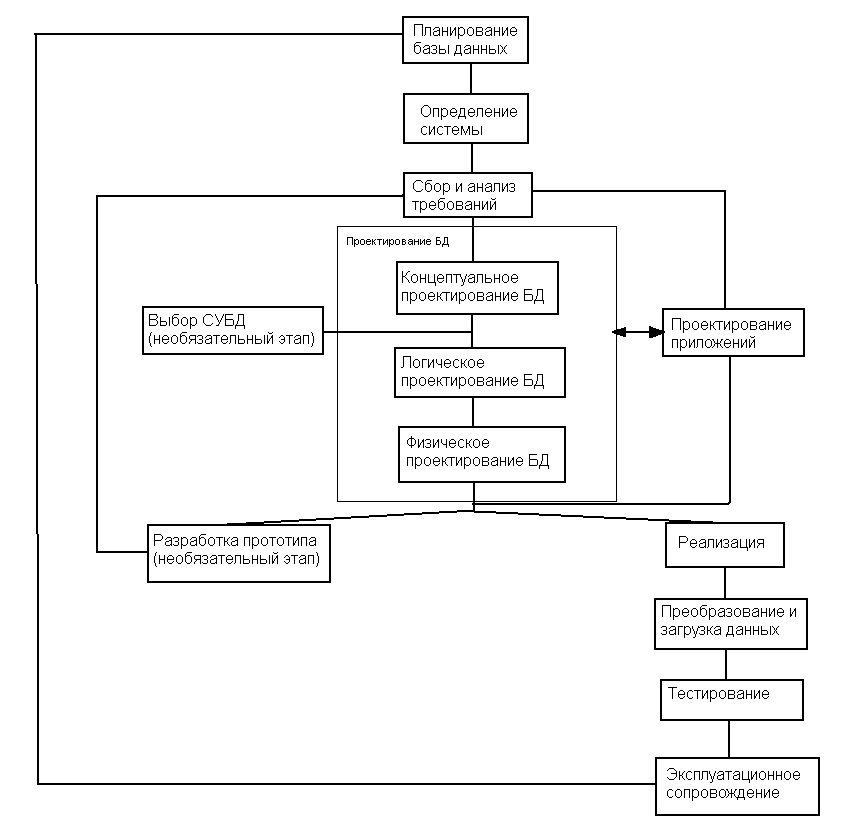 Планирование
базы данных
Определение
системы
Сбор и анализ
требований
Проектирование БД
Концептуальное
проектирование БД
Выбор СУБД
(необязательный этап)
Проектирование
приложений
Логическое
проектирование БД
Физическое
проектирование БД
Разработка прототипа
(необязательный этап)
Реализация
Преобразование и
загрузка данных
Тестирование
Эксплуатационное
сопровождение